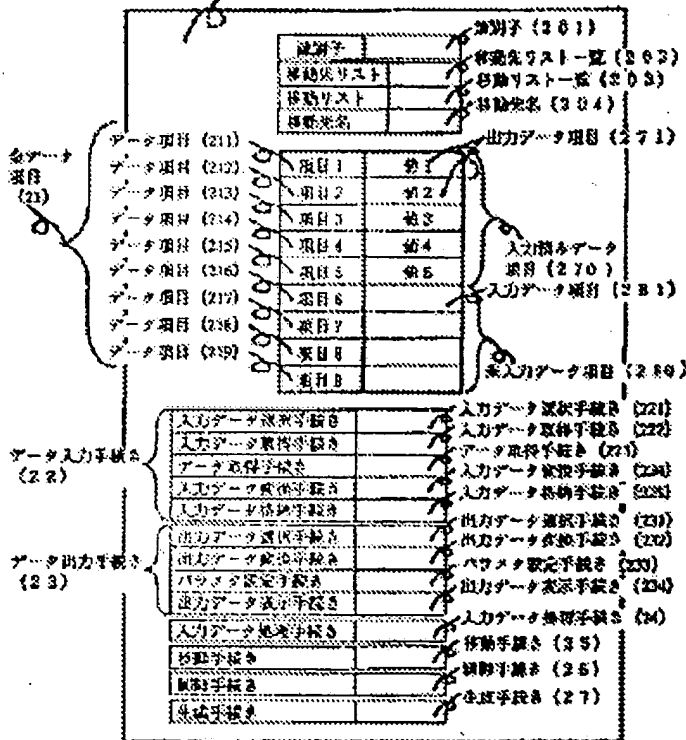 識別子 識別子 (201)
移動先リスト 移動先リスト一覧 (202)
移動リスト 移動リスト一覧 (203)
移動先名 移動先名 (204)
出力データ項目 (271)
全データ
項目
(21)
データ項目 (211) 項目1 値1
データ項目 (212) 項目2 値2
データ項目 (213) 項目3 値3
データ項目 (214) 項目4 値4
データ項目 (215) 項目5 値5
データ項目 (216) 項目6
データ項目 (217) 項目7
データ項目 (218) 項目8
データ項目 (219) 項目9
入力済みデータ
項目 (270)
入力データ項目 (281)
未入力データ項目 (280)
データ入力手続き
(22)
入力データ選択手続き 入力データ選択手続き (221)
入力データ取得手続き 入力データ取得手続き (222)
データ取得手続き データ取得手続き (223)
入力データ変換手続き 入力データ変換手続き (224)
入力データ格納手続き 入力データ格納手続き (225)
データ出力手続き
(23)
出力データ選択手続き 出力データ選択手続き (231)
出力データ変換手続き 出力データ変換手続き (232)
パラメタ設定手続き パラメタ設定手続き (233)
出力データ表示手続き 出力データ表示手続き (234)
入力データ処理手続き 入力データ処理手続き (24)
移動手続き 移動手続き (25)
制御手続き 制御手続き (26)
生成手続き 生成手続き (27)